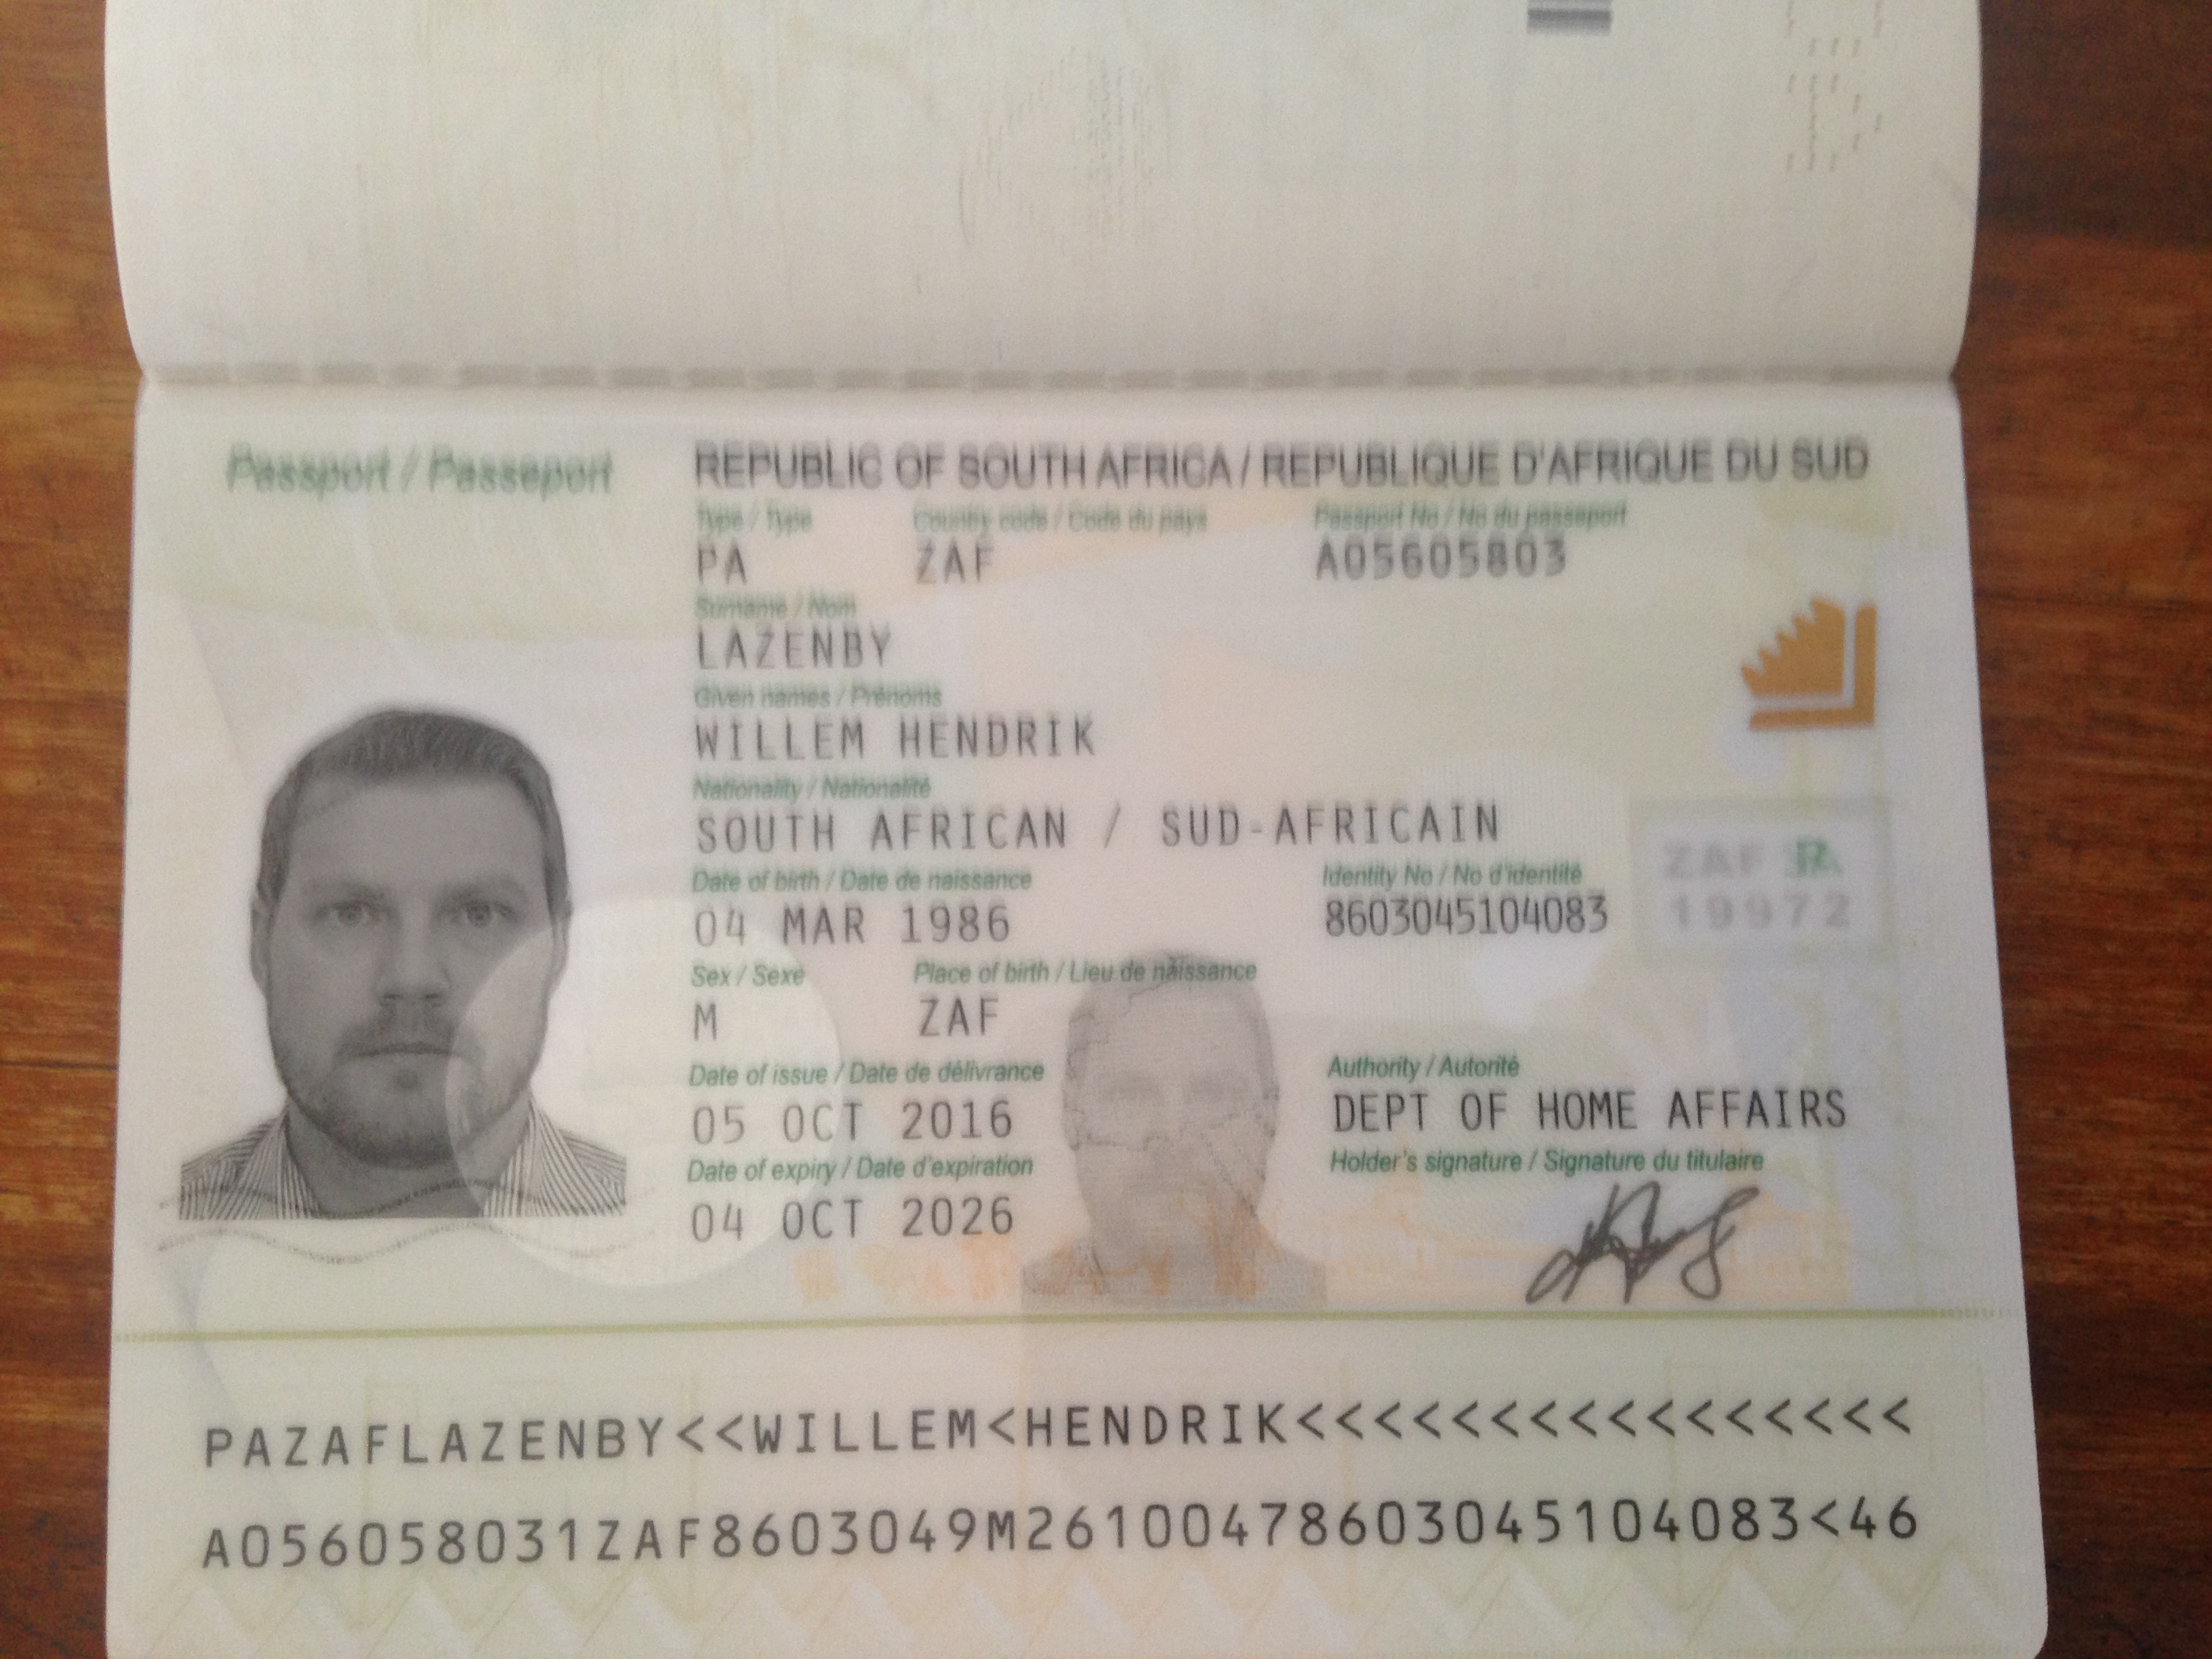 Passport / Passeport
REPUBLIC OF SOUTH AFRICA / REPUBLIQUE D'AFRIQUE DU SUD
Type / Type Country code / Code du pays Passport No / No du passeport
PA ZAF A05605803
Surname / Nom
LAZENBY
Given names / Prénoms
WILLEM HENDRIK
Nationality / Nationalité
SOUTH AFRICAN / SUD-AFRICAIN
Date of birth / Date de naissance Identity No / No d'identité
04 MAR 1986 8603045104083
Sex / Sexe Place of birth / Lieu de naissance
M ZAF
Date of issue / Date de délivrance Authority / Autorité
05 OCT 2016 DEPT OF HOME AFFAIRS
Date of expiry / Date d'expiration Holder's signature / Signature du titulaire
04 OCT 2026
ZAF
19972
PAZAFLAZENBY<<WILLEM<HENDRIK<<<<<<<<<<<<<<<<
A056058031ZAF8603049M26100478603045104083<46